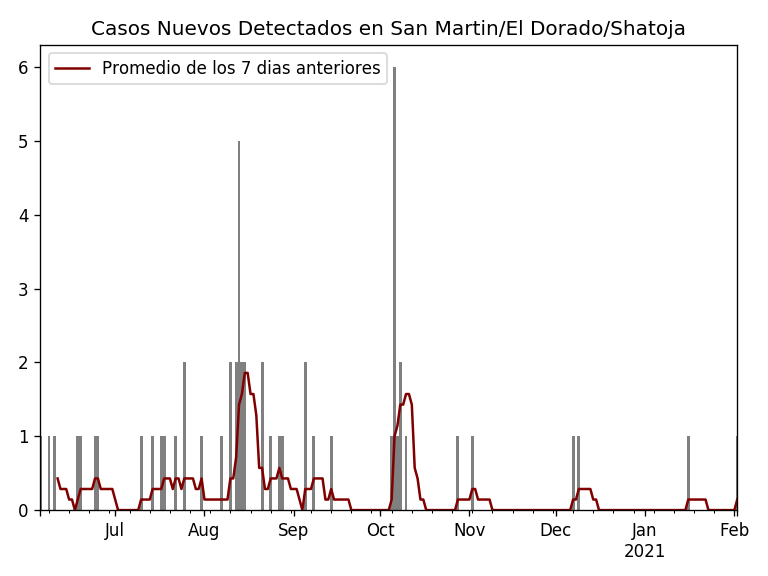 Casos Nuevos Detectados en San Martin/El Dorado/Shatoja
Promedio de los 7 dias anteriores
6
5
4
3
2
1
0
Jul Aug Sep Oct Nov Dec Jan Feb
2021